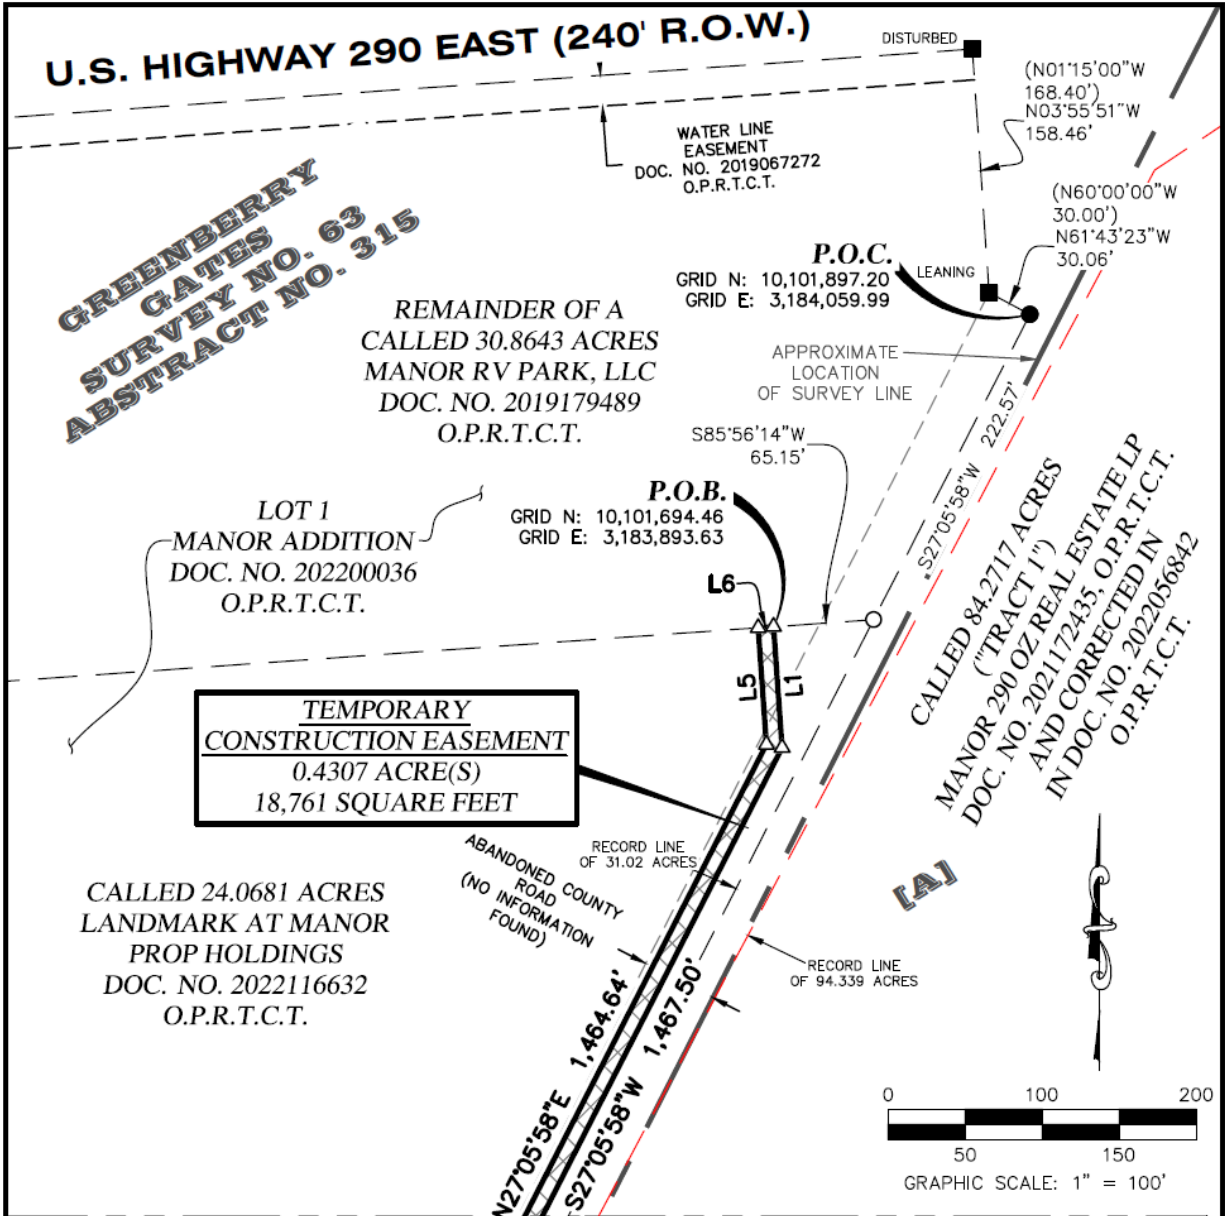 U.S. HIGHWAY 290 EAST (240' R.O.W.)
DISTURBED
(N01°15'00"W
168.40')
N03°55'51"W
158.46'
WATER LINE
EASEMENT
DOC. NO. 2019067272
O.P.R.T.C.T.
GREENBERRY
GATES
SURVEY NO. 63
ABSTRACT NO. 315
(N60°00'00"W
30.00')
N61°43'23"W
30.06'
P.O.C.
GRID N: 10,101,897.20
GRID E: 3,184,059.99
LEANING
REMAINDER OF A
CALLED 30.8643 ACRES
MANOR RV PARK, LLC
DOC. NO. 2019179489
O.P.R.T.C.T.
APPROXIMATE
LOCATION
OF SURVEY LINE
S27°05'58"W 222.57'
S85°56'14"W
65.15'
P.O.B.
GRID N: 10,101,694.46
GRID E: 3,183,893.63
LOT 1
MANOR ADDITION
DOC. NO. 202200036
O.P.R.T.C.T.
L6
L5
L1
CALLED 84.2717 ACRES
("TRACT 1")
MANOR 290 OZ REAL ESTATE LP
DOC. NO. 2021172435, O.P.R.T.C.T.
AND CORRECTED IN
IN DOC. NO. 2022056842
O.P.R.T.C.T.
TEMPORARY
CONSTRUCTION EASEMENT
0.4307 ACRE(S)
18,761 SQUARE FEET
RECORD LINE
OF 31.02 ACRES
ABANDONED COUNTY
ROAD
(NO INFORMATION
FOUND)
[A]
CALLED 24.0681 ACRES
LANDMARK AT MANOR
PROP HOLDINGS
DOC. NO. 2022116632
O.P.R.T.C.T.
RECORD LINE
OF 94.339 ACRES
N27°05'58"E 1,464.64'
S27°05'58"W 1,467.50'
0 100 200
50 150
GRAPHIC SCALE: 1" = 100'